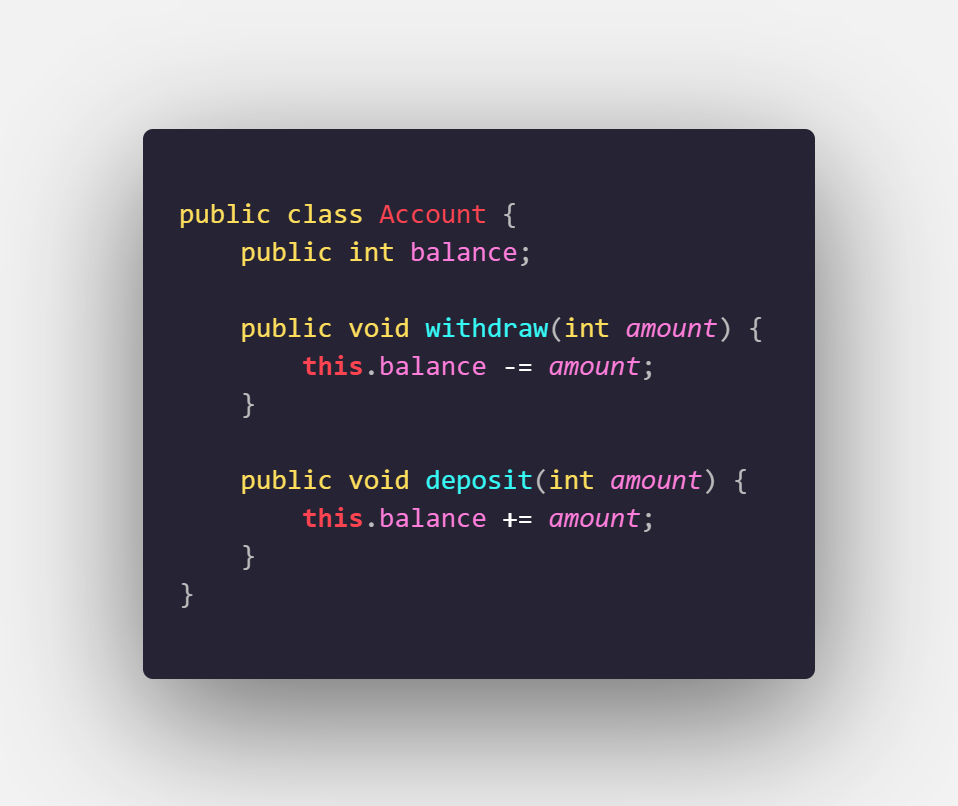 public class Account {
    public int balance;

    public void withdraw(int amount) {
        this.balance -= amount;
    }

    public void deposit(int amount) {
        this.balance += amount;
    }
}